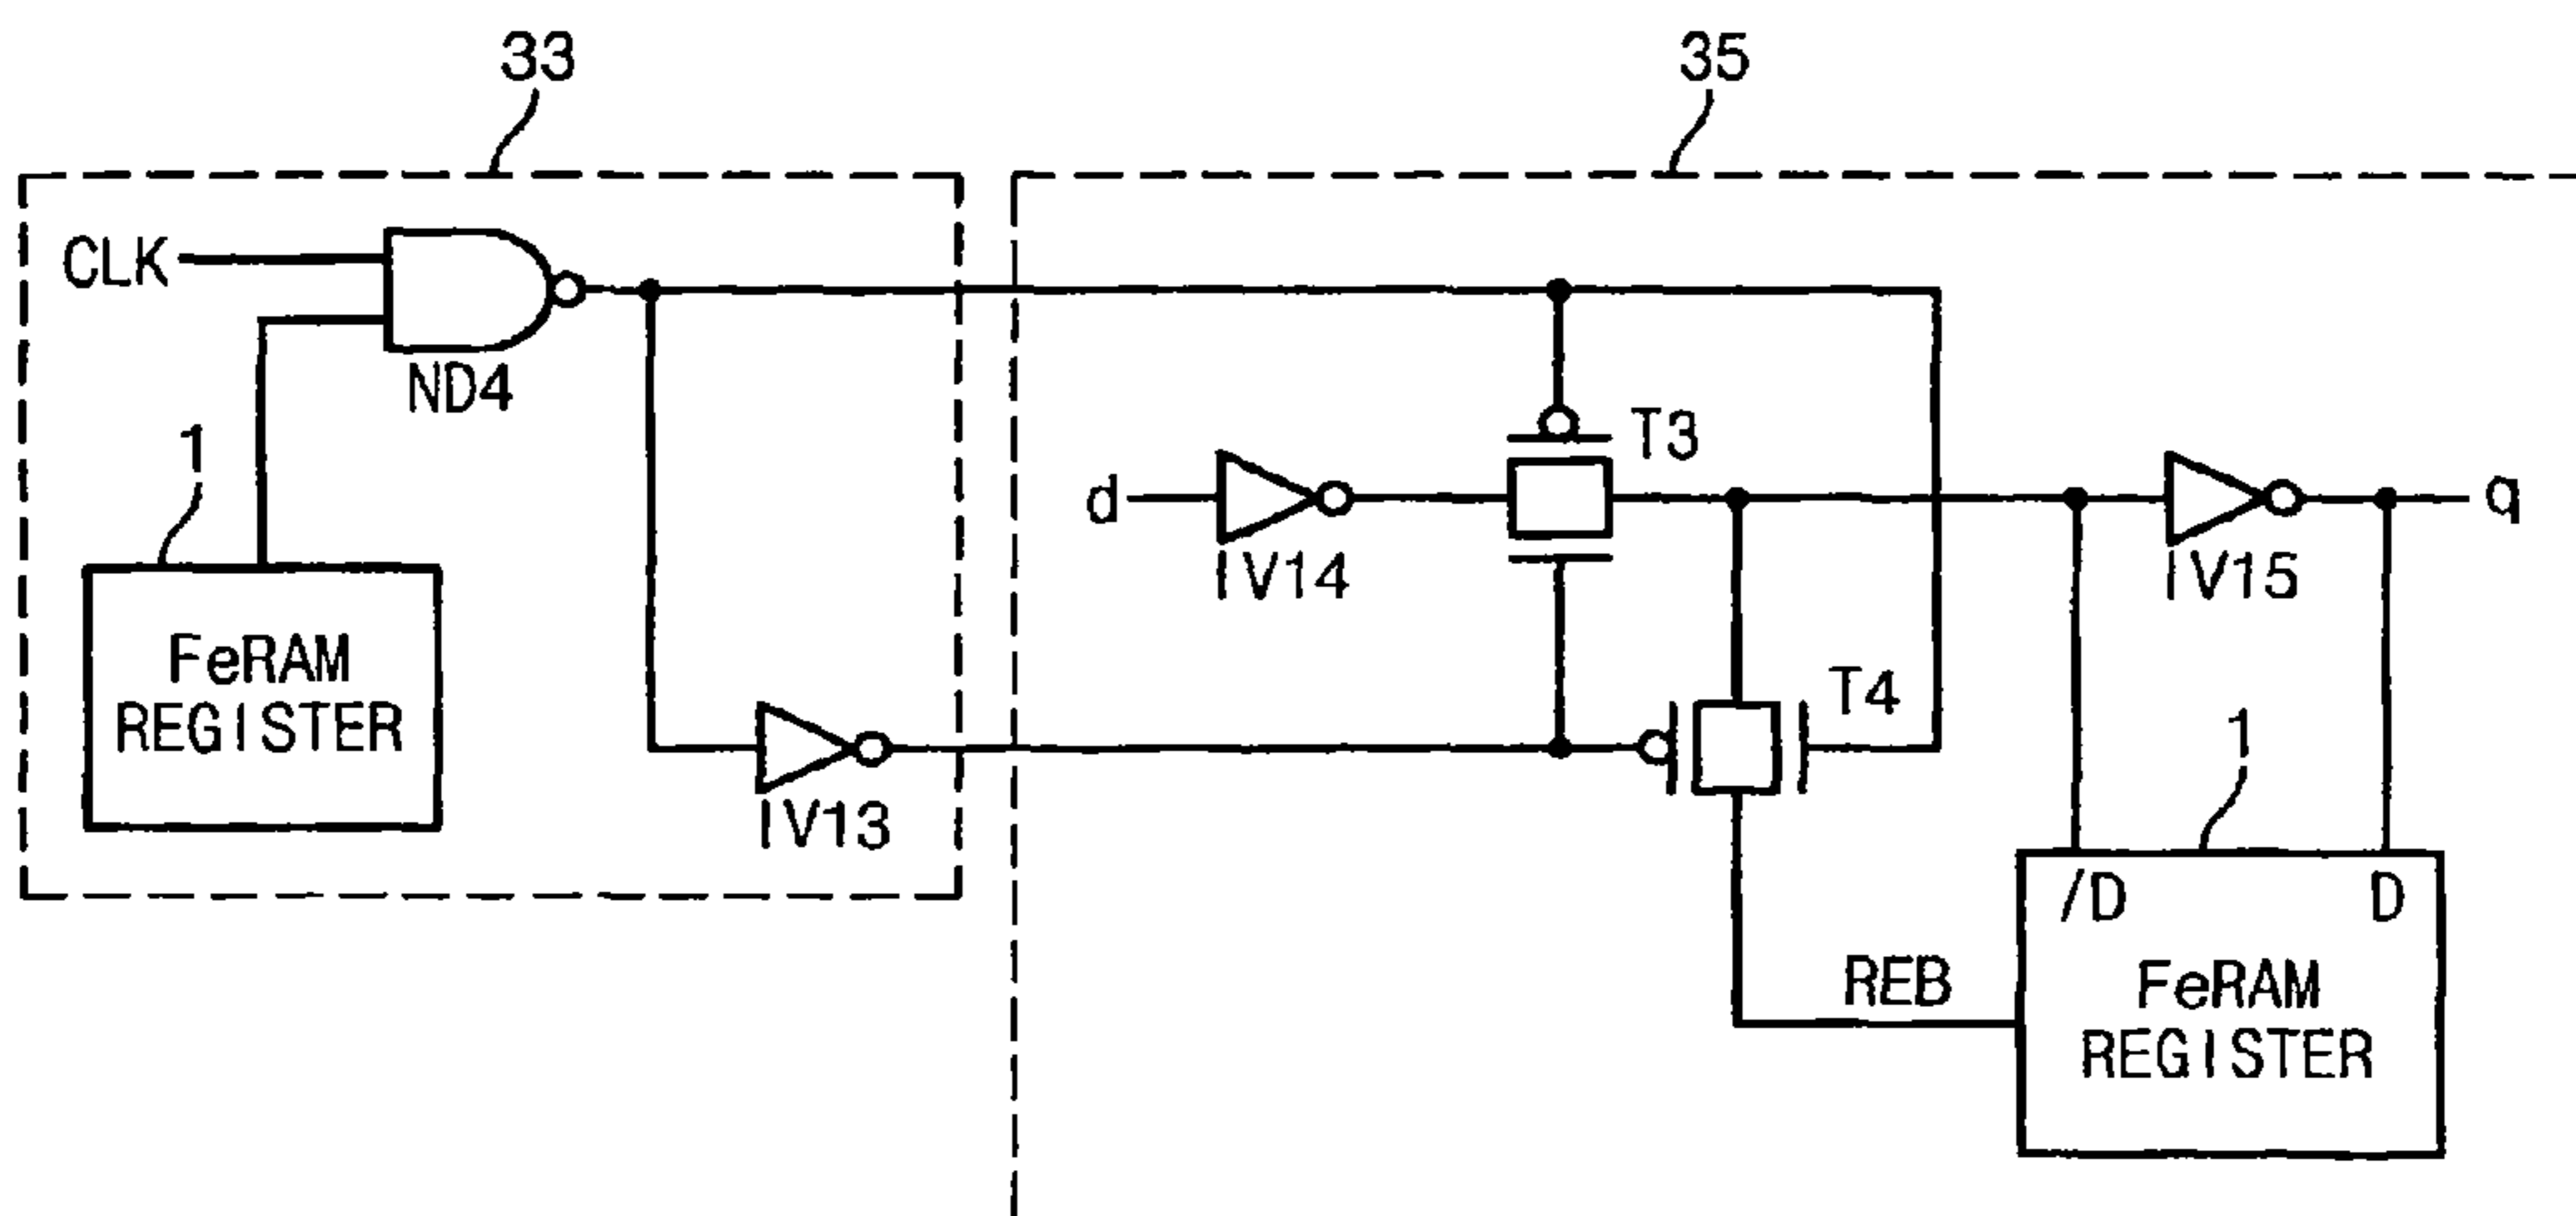 33
35
CLK
ND4
1
FeRAM
REGISTER
IV13
d
IV14
T3
T4
IV15
q
1
/D
D
REB
FeRAM
REGISTER